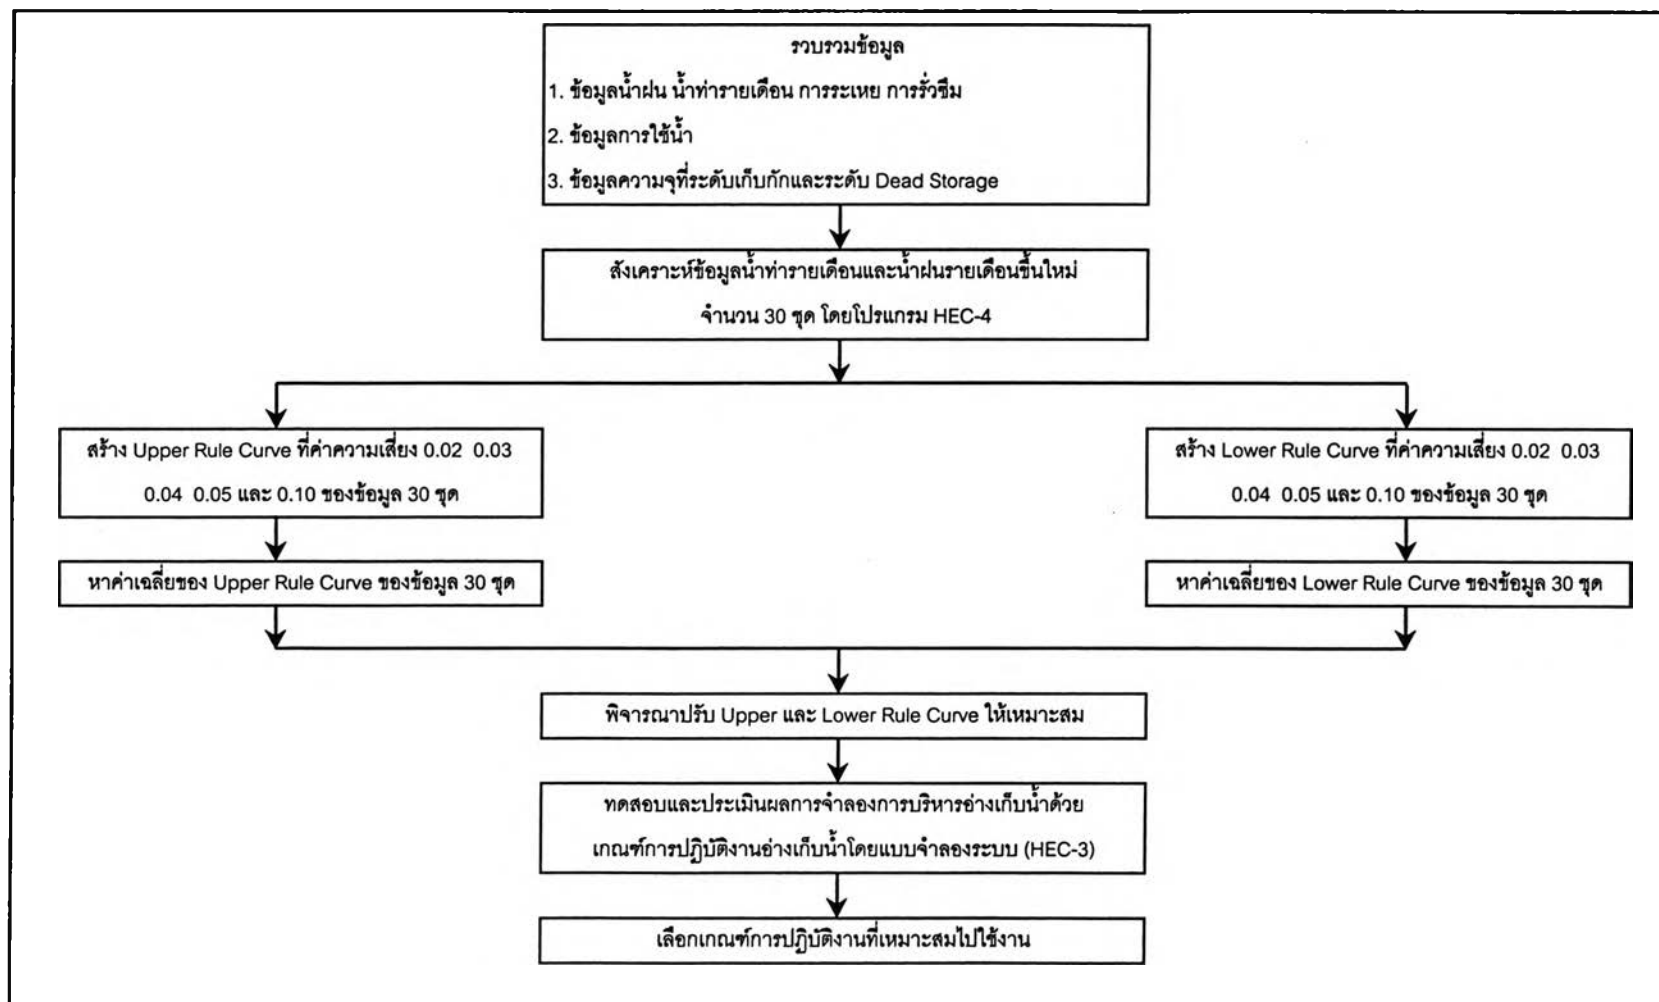 รวบรวมข้อมูล
1. ข้อมูลน้ำฝน น้ำท่ารายเดือน การระเหย การรั่วซึม
2. ข้อมูลการใช้น้ำ
3. ข้อมูลความจุที่ระดับเก็บกักและระดับ Dead Storage
สังเคราะห์ข้อมูลน้ำท่ารายเดือนและน้ำฝนรายเดือนขึ้นใหม่
จำนวน 30 ชุด โดยโปรแกรม HEC-4
สร้าง Upper Rule Curve ที่ค่าความเสี่ยง 0.02 0.03
0.04 0.05 และ 0.10 ของข้อมูล 30 ชุด
สร้าง Lower Rule Curve ที่ค่าความเสี่ยง 0.02 0.03
0.04 0.05 และ 0.10 ของข้อมูล 30 ชุด
หาค่าเฉลี่ยของ Upper Rule Curve ของข้อมูล 30 ชุด
หาค่าเฉลี่ยของ Lower Rule Curve ของข้อมูล 30 ชุด
พิจารณาปรับ Upper และ Lower Rule Curve ให้เหมาะสม
ทดสอบและประเมินผลการจำลองการบริหารอ่างเก็บน้ำด้วย
เกณฑ์การปฏิบัติงานอ่างเก็บน้ำโดยแบบจำลองระบบ (HEC-3)
เลือกเกณฑ์การปฏิบัติงานที่เหมาะสมไปใช้งาน